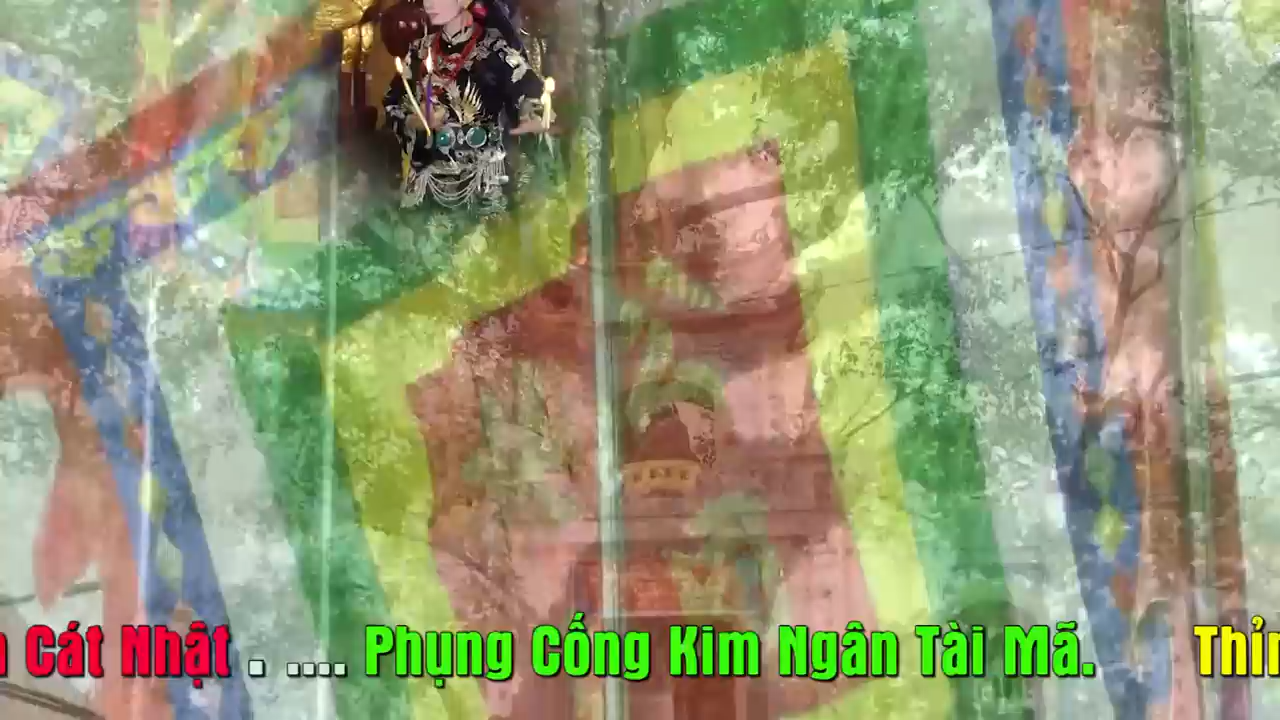 Cát Nhật . .... Phụng Cống Kim Ngân Tài Mã.